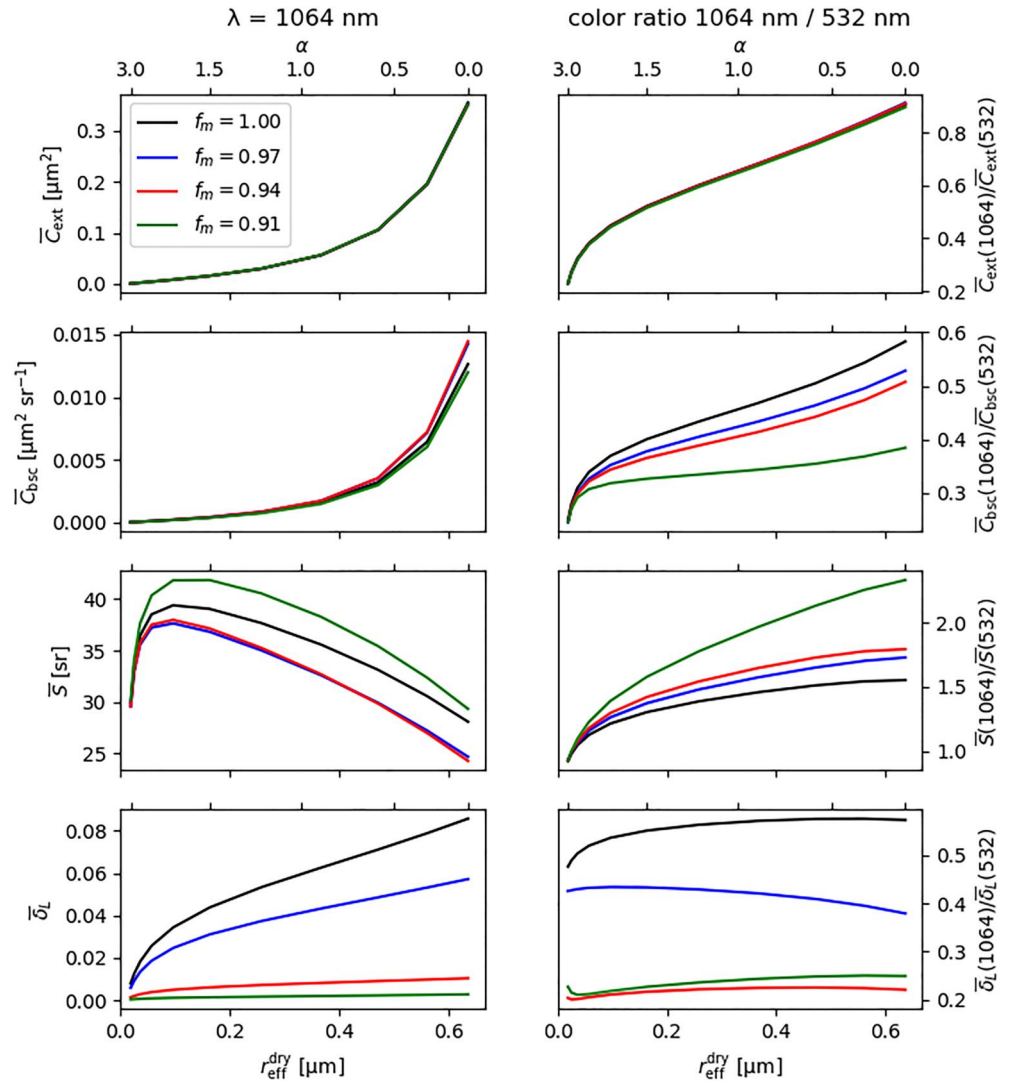 λ = 1064 nm
α
3.0 1.5 0.9 0.5 0.0
C̅ext [μm²]
0.3
0.2
0.1
0.0
fm = 1.00
fm = 0.97
fm = 0.94
fm = 0.91
color ratio 1064 nm / 532 nm
α
3.0 1.5 1.0 0.5 0.0
0.8
0.6
0.4
0.2
C̅ext(1064)/C̅ext(532)
C̅bsc [μm² sr⁻¹]
0.015
0.010
0.005
0.000
0.6
0.5
0.4
0.3
C̅bsc(1064)/C̅bsc(532)
S̅ [sr]
40
35
30
25
2.0
1.5
1.0
S̅(1064)/S̅(532)
δ̅L
0.08
0.06
0.04
0.02
0.00
0.0 0.2 0.4 0.6
r eff dry [μm]
0.5
0.4
0.3
0.2
δ̅L(1064)/δ̅L(532)
0.0 0.2 0.4 0.6
r eff dry [μm]